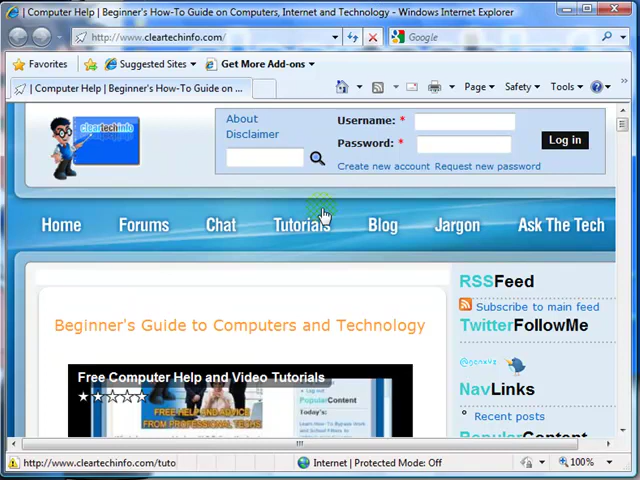 | Computer Help | Beginner's How-To Guide on Computers, Internet and Technology - Windows Internet Explorer
http://www.cleartechinfo.com/
Google
Favorites
Suggested Sites
Get More Add-ons
| Computer Help | Beginner's How-To Guide on ...
Page
Safety
Tools
cleartechinfo
About
Disclaimer
Username: *
Password: *
Log in
Create new account Request new password
Home
Forums
Chat
Tutorials
Blog
Jargon
Ask The Tech
Beginner's Guide to Computers and Technology
Free Computer Help and Video Tutorials
FREE HELP AND ADVICE
FROM PROFESSIONAL TECHS
Log out
PopularContent
Today's:
RSSFeed
Subscribe to main feed
TwitterFollowMe
NavLinks
Recent posts
PopularContent
http://www.cleartechinfo.com/tuto
Internet | Protected Mode: Off
100%